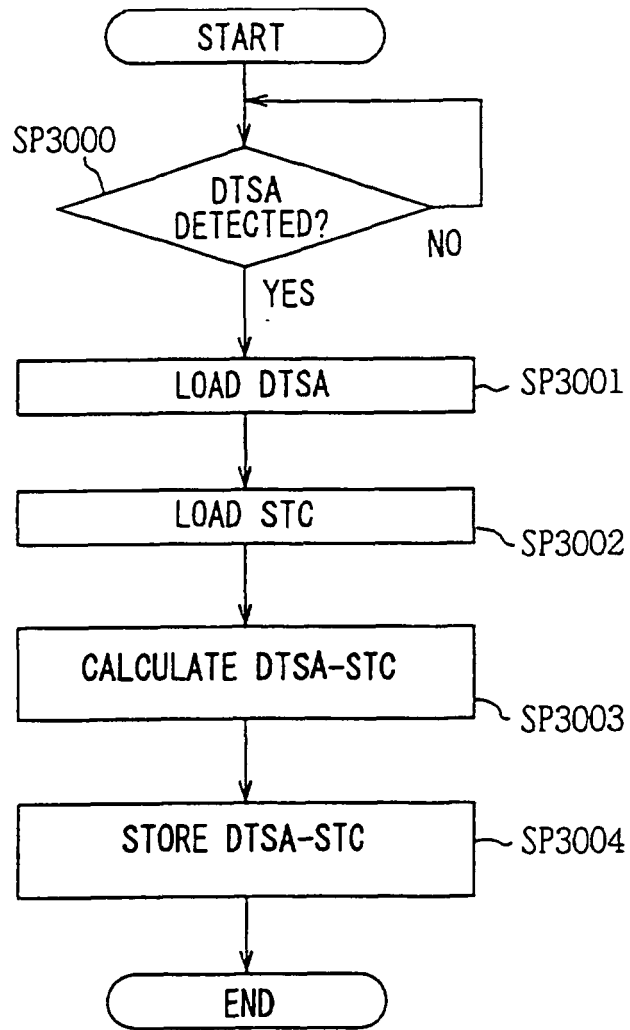 START
SP3000
DTSA
DETECTED?
NO
YES
LOAD DTSA
SP3001
LOAD STC
SP3002
CALCULATE DTSA-STC
SP3003
STORE DTSA-STC
SP3004
END